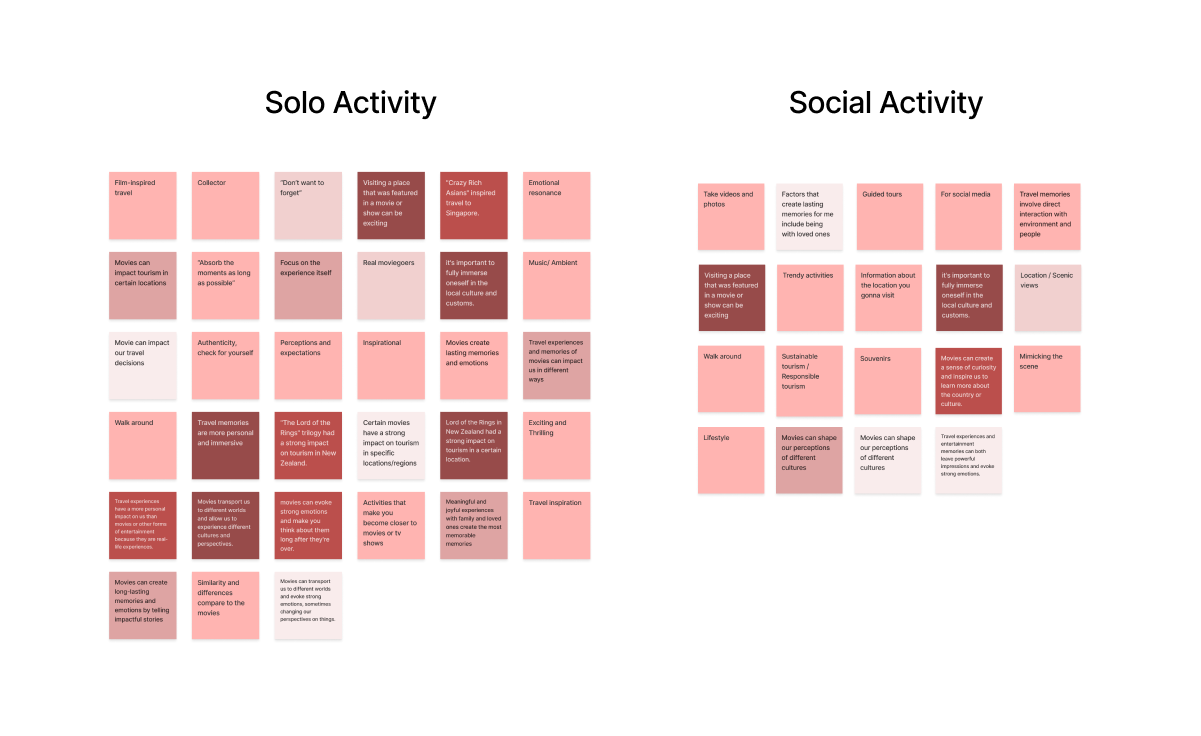 Solo Activity
Film-inspired
travel
Collector
"Don't want to
forget"
Visiting a place
that was featured
in a movie or
show can be
exciting
"Crazy Rich
Asians" inspired
travel to
Singapore.
Emotional
resonance
Movies can
impact tourism in
certain locations
"Absorb the
moments as long
as possible"
Focus on the
experience itself
Real moviegoers
It's important to
fully immerse
oneself in the
local culture and
customs.
Music/ Ambient
Movie can impact
our travel
decisions
Authenticity,
check for yourself
Perceptions and
expectations
Inspirational
Movies create
lasting memories
and emotions
Travel experiences
and memories of
movies can impact
us in different
ways
Walk around
Travel memories
are more personal
and immersive
"The Lord of the
Rings" trilogy had
a strong impact
on tourism in New
Zealand.
Certain movies
have a strong
impact on tourism
in specific
locations/regions
Lord of the Rings in
New Zealand had a
strong impact on
tourism in a certain
location.
Exciting and
Thrilling
Travel experiences
have a more personal
impact on us than
movies or other forms
of entertainment
because they are real-
life experiences.
Movies transport us
to different worlds
and allow us to
experience different
cultures and
perspectives.
movies can evoke
strong emotions
and make you
think about them
long after they're
over.
Activities that
make you
become closer to
movies or tv
shows
Meaningful and
joyful experiences
with family and loved
ones create the most
memorable
memories
Travel inspiration
Movies can create
long-lasting
memories and
emotions by telling
impactful stories
Similarity and
differences
compare to the
movies
Movies can transport
us to different worlds
and evoke strong
emotions, sometimes
changing our
perspectives on things.
Social Activity
Take videos and
photos
Factors that
create lasting
memories for me
include being
with loved ones
Guided tours
For social media
Travel memories
involve direct
interaction with
environment and
people
Visiting a place
that was featured
in a movie or
show can be
exciting
Trendy activities
Information about
the location you
gonna visit
it's important to
fully immerse
oneself in the
local culture and
customs.
Location / Scenic
views
Walk around
Sustainable
tourism /
Responsible
tourism
Souvenirs
Movies can create
a sense of curiosity
and inspire us to
learn more about
the country or
culture.
Mimicking the
scene
Lifestyle
Movies can shape
our perceptions
of different
cultures
Movies can shape
our perceptions
of different
cultures
Travel experiences and
entertainment
memories can both
leave powerful
impressions and evoke
strong emotions.